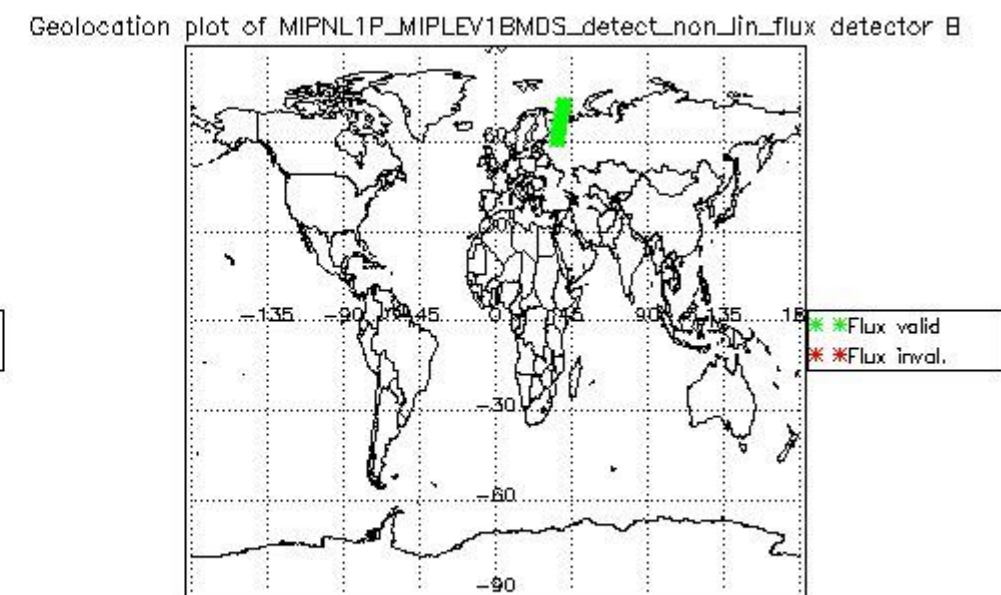 Geolocation plot of MIPNL1P_MIPLEV1BMDS_detect_non_lin_flux detector B
60
-135 -90 -45 0 45 90 135
Flux valid
Flux inval.
-30
-60
-90